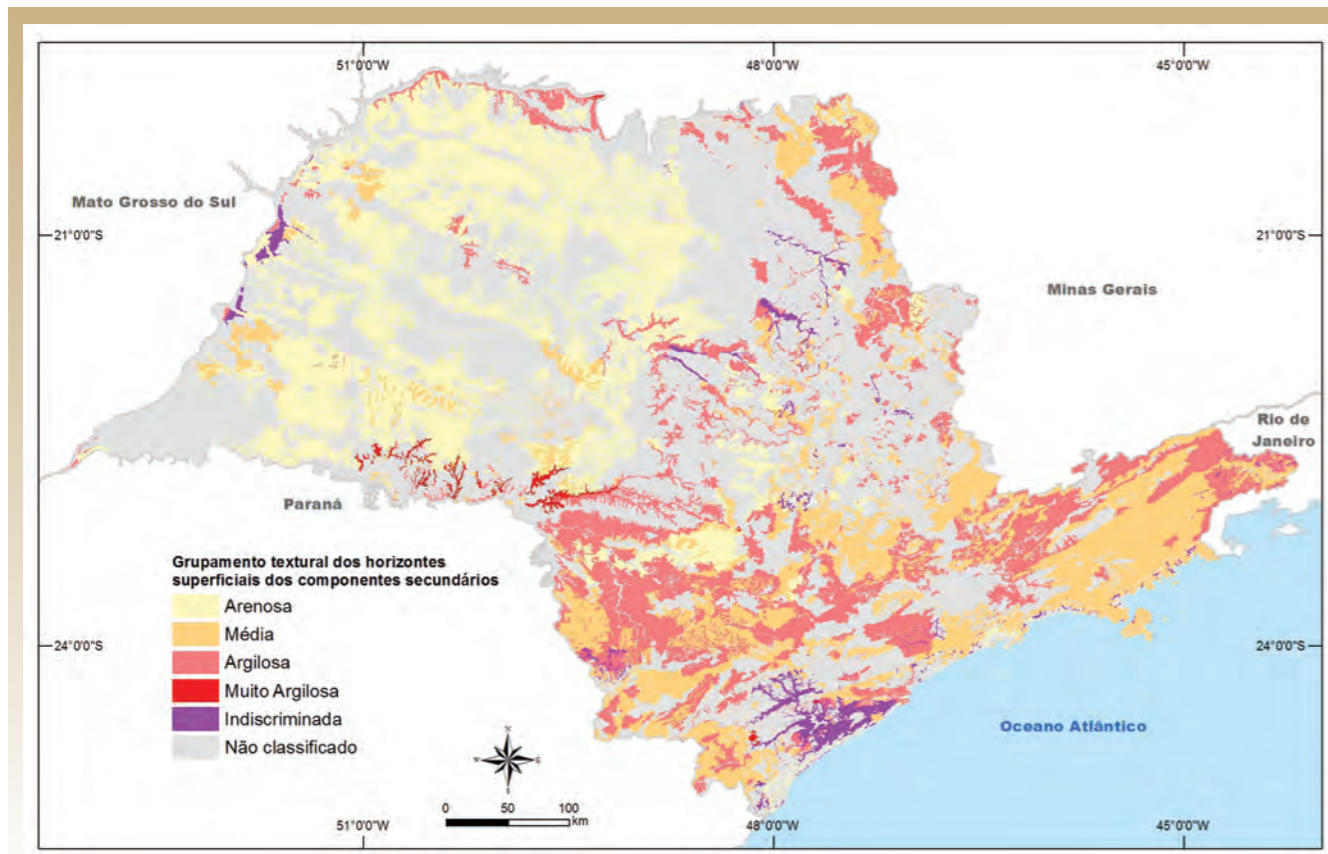 51°0'0"W
48°0'0"W
45°0'0"W
Mato Grosso do Sul
21°0'0"S
21°0'0"S
Minas Gerais
Rio de
Janeiro
Paraná
Grupamento textural dos horizontes
superficiais dos componentes secundários
Arenosa
Média
Argilosa
Muito Argilosa
Indiscriminada
Não classificado
24°0'0"S
24°0'0"S
Oceano Atlântico
N
W
E
S
0 50 100
km
51°0'0"W
48°0'0"W
45°0'0"W